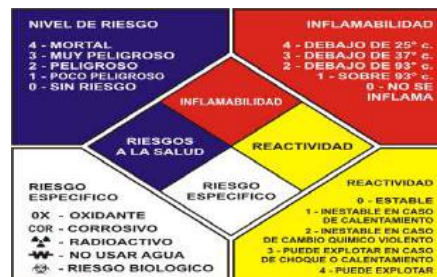 NIVEL DE RIESGO
4 - MORTAL
3 - MUY PELIGROSO
2 - PELIGROSO
1 - POCO PELIGROSO
0 - SIN RIESGO
INFLAMABILIDAD
4 - DEBAJO DE 25° c.
3 - DEBAJO DE 37° c.
2 - DEBAJO DE 93° c.
1 - SOBRE 93° c.
0 - NO SE
INFLAMA
INFLAMABILIDAD
RIESGOS
A LA SALUD
REACTIVIDAD
RIESGO
ESPECIFICO
RIESGO
ESPECIFICO
OX - OXIDANTE
COR - CORROSIVO
- RADIOACTIVO
W - NO USAR AGUA
- RIESGO BIOLOGICO
REACTIVIDAD
0 - ESTABLE
1 - INESTABLE EN CASO
DE CALENTAMIENTO
2 - INESTABLE EN CASO
DE CAMBIO QUIMICO VIOLENTO
3 - PUEDE EXPLOTAR EN CASO
DE CHOQUE O CALENTAMIENTO
4 - PUEDE EXPLOTAR